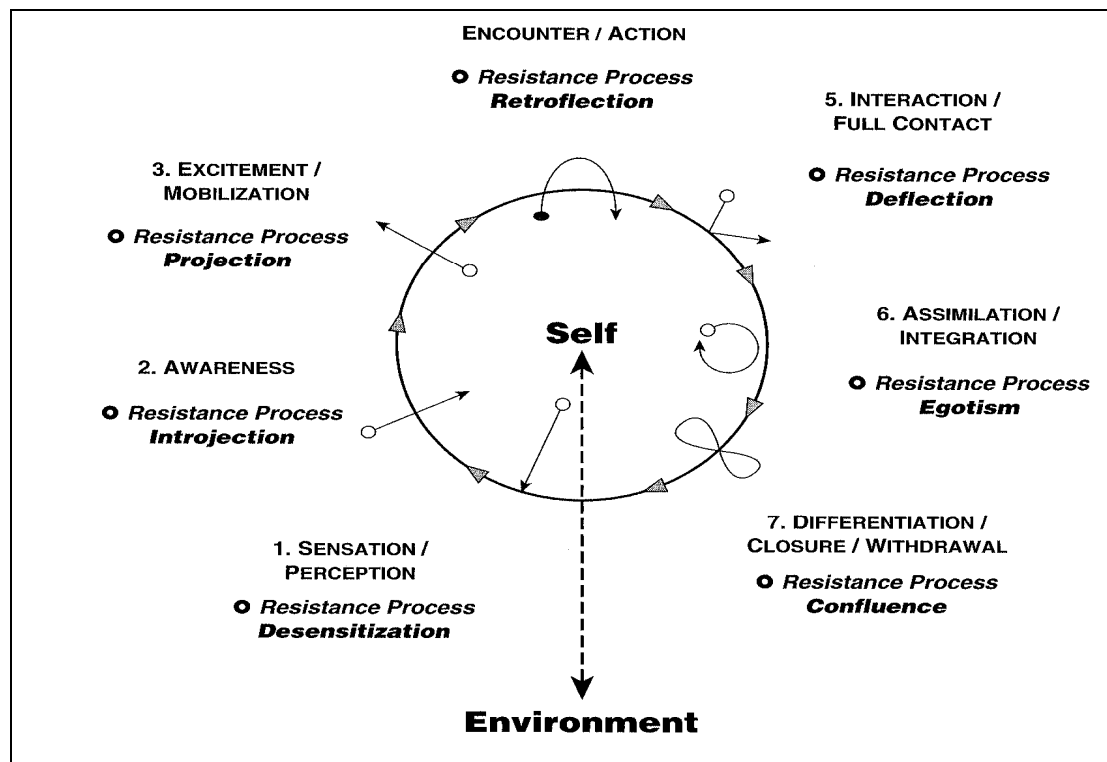 ENCOUNTER / ACTION
Resistance Process
Retroflection
5. INTERACTION /
FULL CONTACT
Resistance Process
Deflection
3. EXCITEMENT /
MOBILIZATION
Resistance Process
Projection
Self
6. ASSIMILATION /
INTEGRATION
Resistance Process
Egotism
2. AWARENESS
Resistance Process
Introjection
7. DIFFERENTIATION /
CLOSURE / WITHDRAWAL
Resistance Process
Confluence
1. SENSATION /
PERCEPTION
Resistance Process
Desensitization
Environment